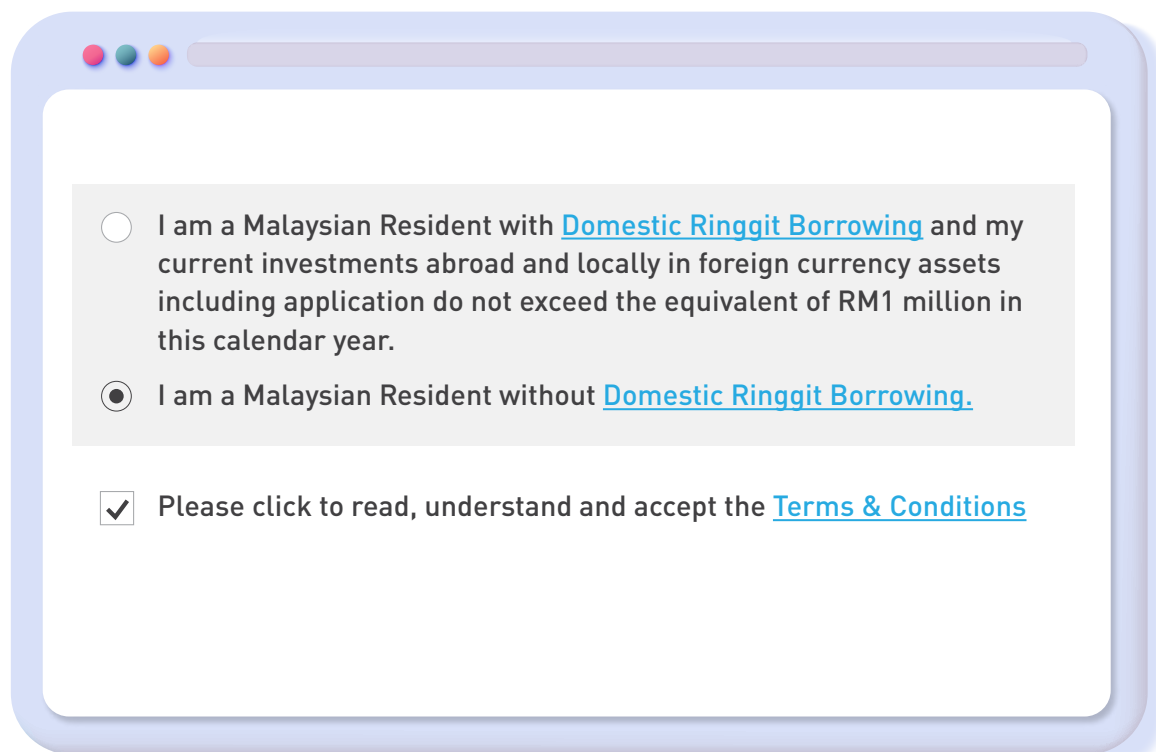 I am a Malaysian Resident with Domestic Ringgit Borrowing and my
current investments abroad and locally in foreign currency assets
including application do not exceed the equivalent of RM1 million in
this calendar year.
I am a Malaysian Resident without Domestic Ringgit Borrowing.
Please click to read, understand and accept the Terms & Conditions